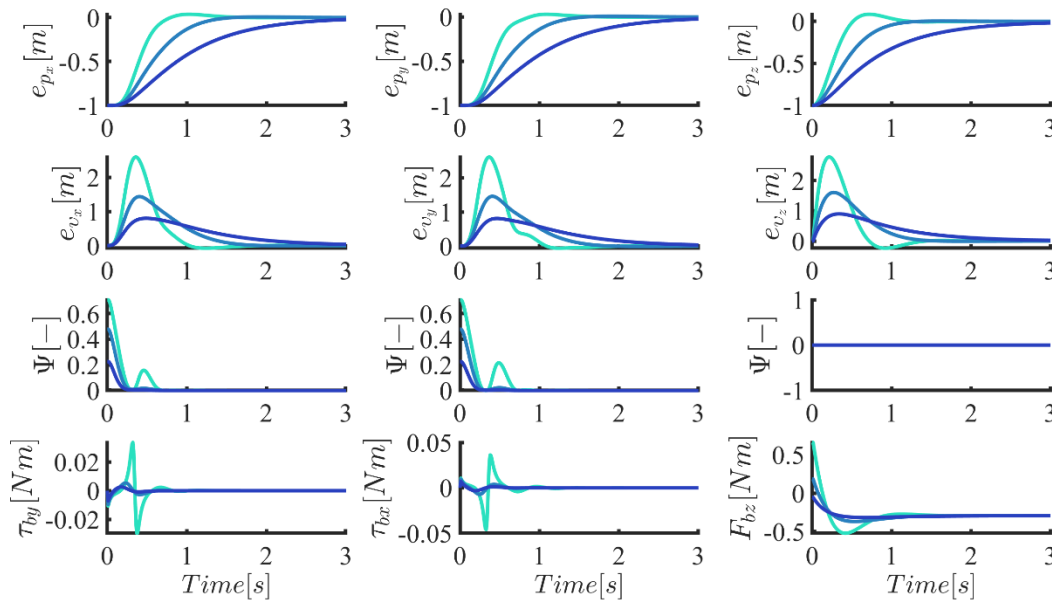 0
-0.5
-1
e_{p_x}[m]
0 1 2 3
0
-0.5
-1
e_{p_y}[m]
0 1 2 3
0
-0.5
-1
e_{p_z}[m]
0 1 2 3
2
1
0
e_{v_x}[m]
0 1 2 3
2
1
0
e_{v_y}[m]
0 1 2 3
2
1
0
e_{v_z}[m]
0 1 2 3
0.6
0.4
0.2
0
Ψ[−]
0 1 2 3
0.6
0.4
0.2
0
Ψ[−]
0 1 2 3
1
0
-1
Ψ[−]
0 1 2 3
0.02
0
-0.02
τ_{by}[Nm]
0 1 2 3
Time[s]
0.05
0
-0.05
τ_{bx}[Nm]
0 1 2 3
Time[s]
0.5
0
-0.5
F_{bz}[Nm]
0 1 2 3
Time[s]